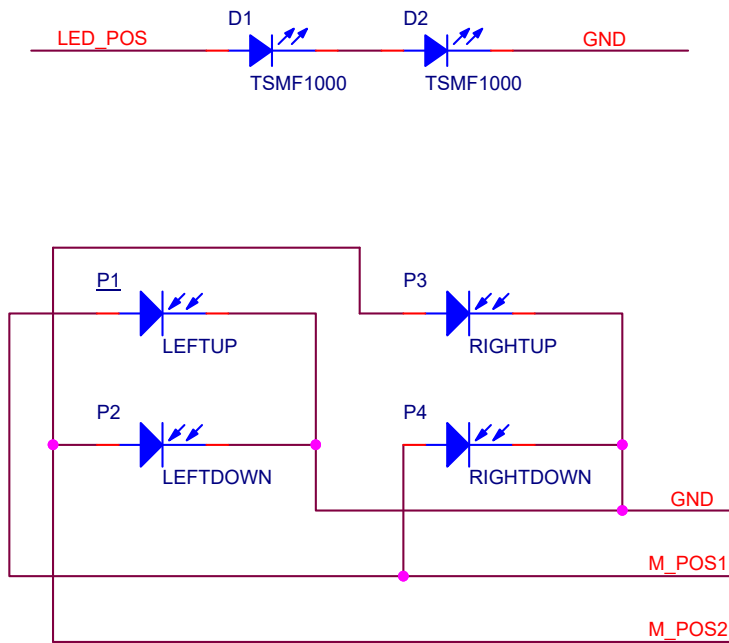 D1 D2
LED_POS GND
TSMF1000 TSMF1000
P1 P3
LEFTUP RIGHTUP
P2 P4
LEFTDOWN RIGHTDOWN
GND
M_POS1
M_POS2